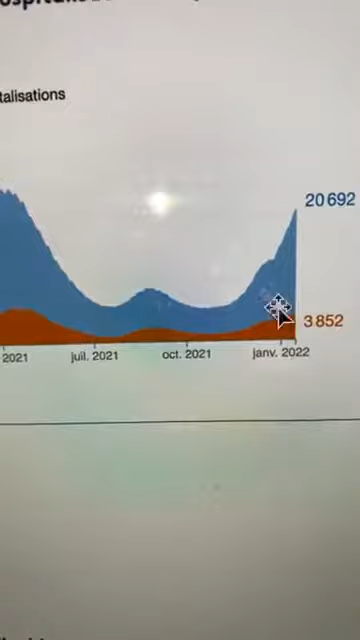 talisations
20 692
3 852
2021
juil. 2021
oct. 2021
janv. 2022